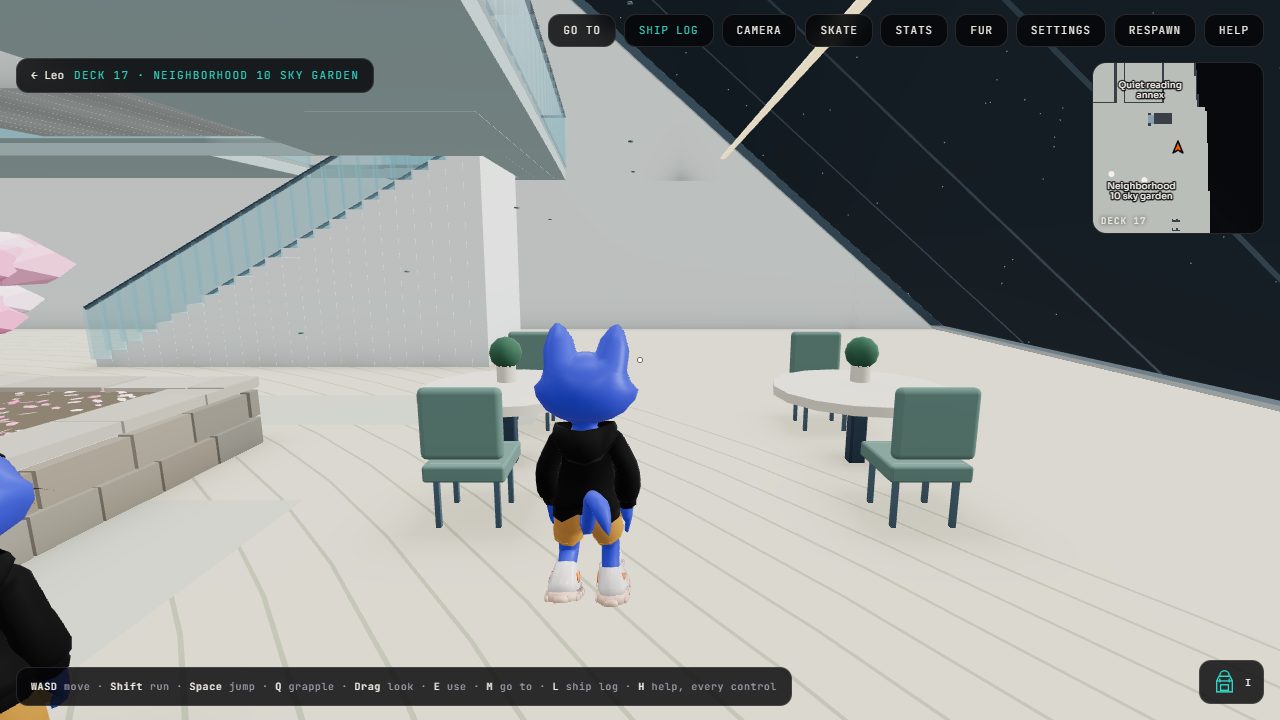 GO TO
SHIP LOG
CAMERA
SKATE
STATS
FUR
SETTINGS
RESPAWN
HELP
← Leo DECK 17 · NEIGHBORHOOD 10 SKY GARDEN
Quiet reading
annex
Neighborhood
10 sky garden
DECK 17
WASD move · Shift run · Space jump · Q grapple · Drag look · E use · M go to · L ship log · H help, every control
I